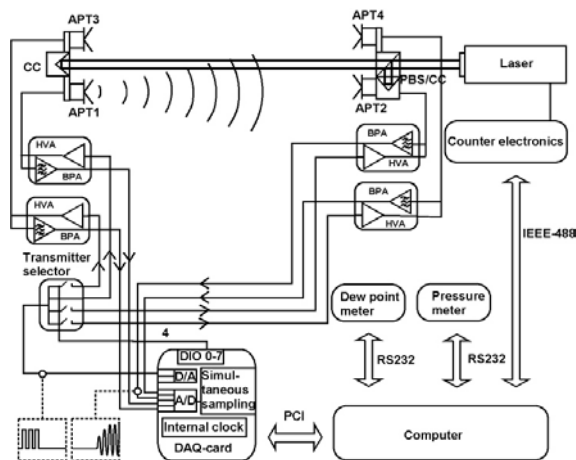 APT3
APT4
CC
PBS/CC
Laser
APT1
APT2
Counter electronics
HVA
BPA
BPA
HVA
HVA
BPA
BPA
HVA
IEEE-488
Transmitter
selector
Dew point
meter
Pressure
meter
4
DIO 0-7
RS232
RS232
D/A
Simul-
taneous
sampling
A/D
Internal clock
DAQ-card
PCI
Computer